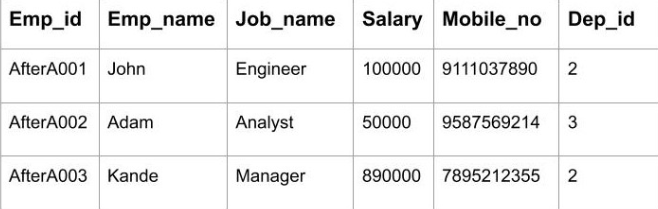 Emp_id Emp_name Job_name Salary Mobile_no Dep_id
AfterA001 John Engineer 100000 9111037890 2
AfterA002 Adam Analyst 50000 9587569214 3
AfterA003 Kande Manager 890000 7895212355 2